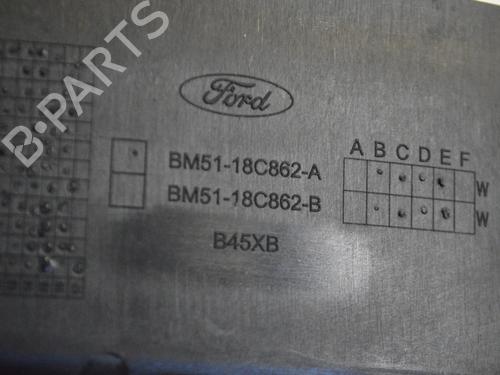 B-PARTS
Ford
A B C D E F
BM51-18C862-A
W
BM51-18C862-B
W
B45XB